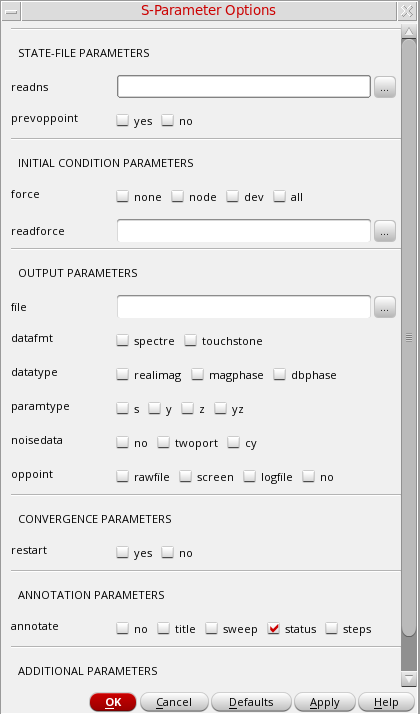 S-Parameter Options
STATE-FILE PARAMETERS
readns ...
prevoppoint yes no
INITIAL CONDITION PARAMETERS
force none node dev all
readforce ...
OUTPUT PARAMETERS
file ...
datafmt spectre touchstone
datatype realimag magphase dbphase
paramtype s y z yz
noisedata no twoport cy
oppoint rawfile screen logfile no
CONVERGENCE PARAMETERS
restart yes no
ANNOTATION PARAMETERS
annotate no title sweep status steps
ADDITIONAL PARAMETERS
OK Cancel Defaults Apply Help